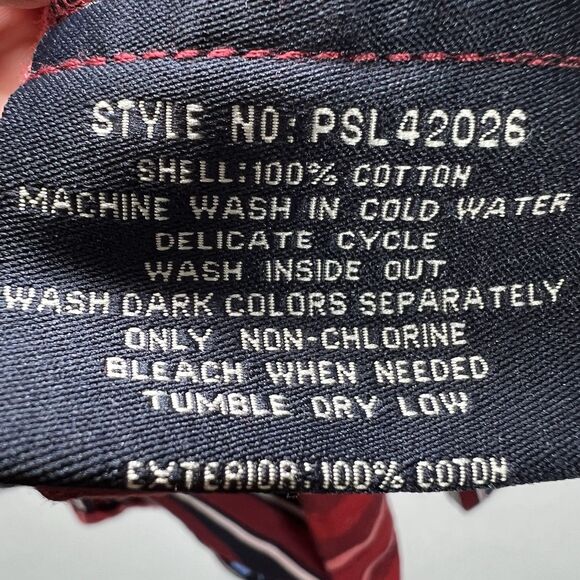 STYLE NO: PSL42026
SHELL:100% COTTON
MACHINE WASH IN COLD WATER
DELICATE CYCLE
WASH INSIDE OUT
WASH DARK COLORS SEPARATELY
ONLY NON-CHLORINE
BLEACH WHEN NEEDED
TUMBLE DRY LOW
EXTERIOR:100% COTON